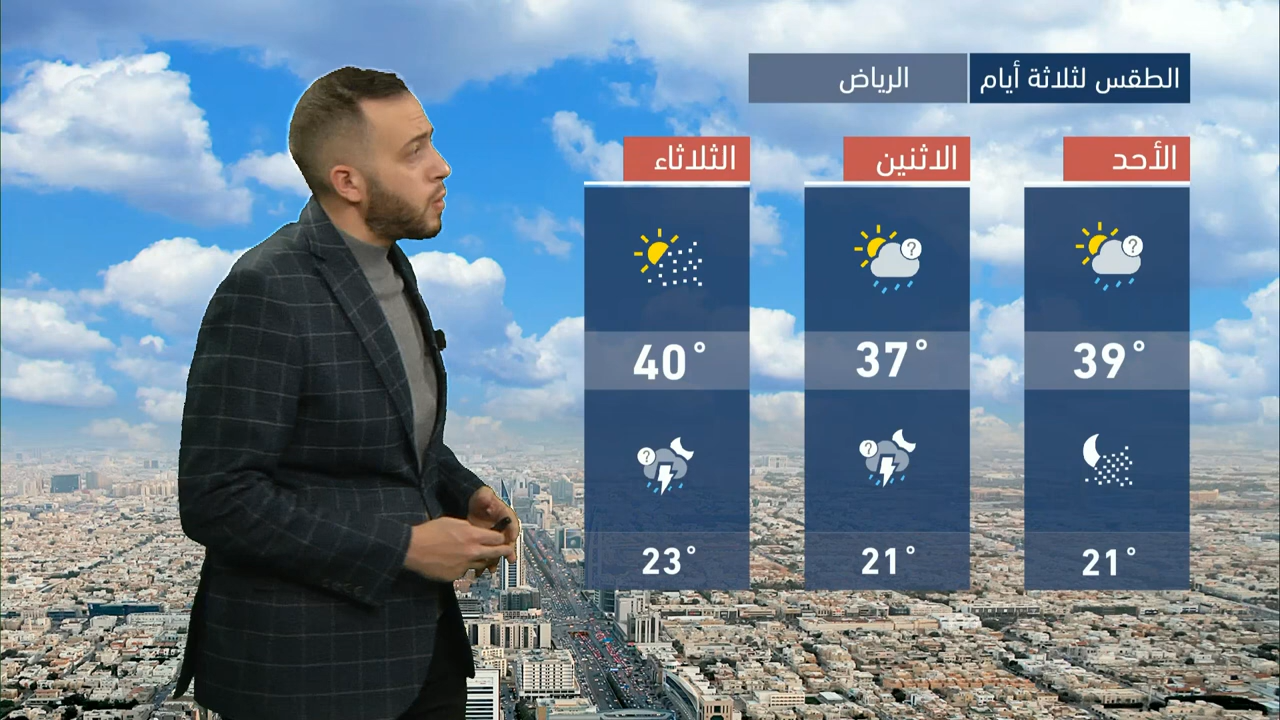 الطقس لثلاثة أيام
الرياض
الأحد
الاثنين
الثلاثاء
? ? 
39°
37°
40°
? ?
21°
21°
23°